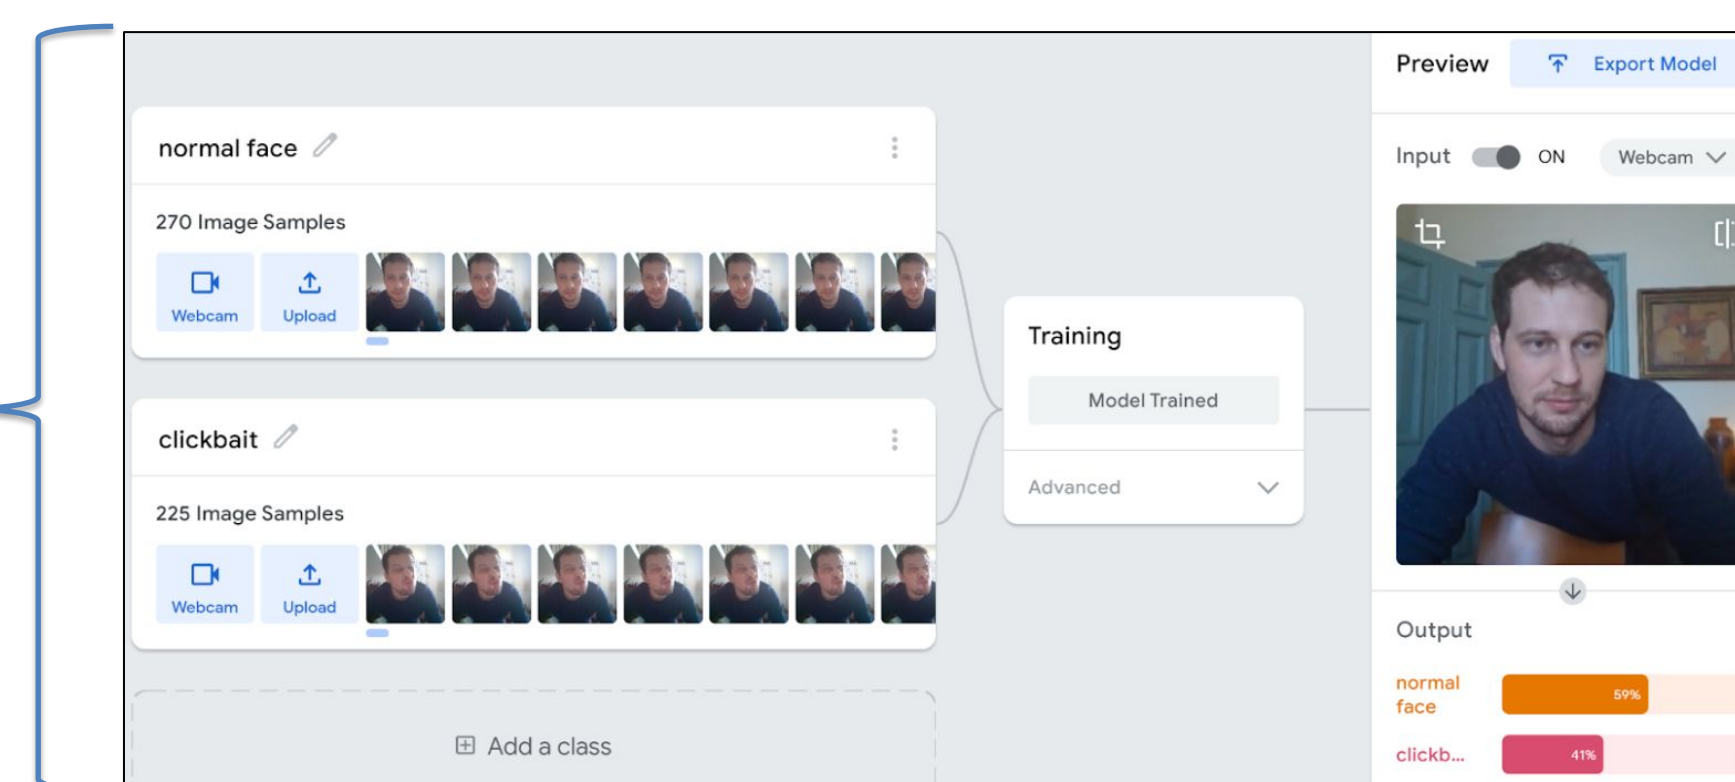 Preview
Export Model
normal face
Input
ON
Webcam
270 Image Samples
Webcam
Upload
Training
Model Trained
clickbait
Advanced
225 Image Samples
Webcam
Upload
Output
normal
face
59%
Add a class
clickb...
41%